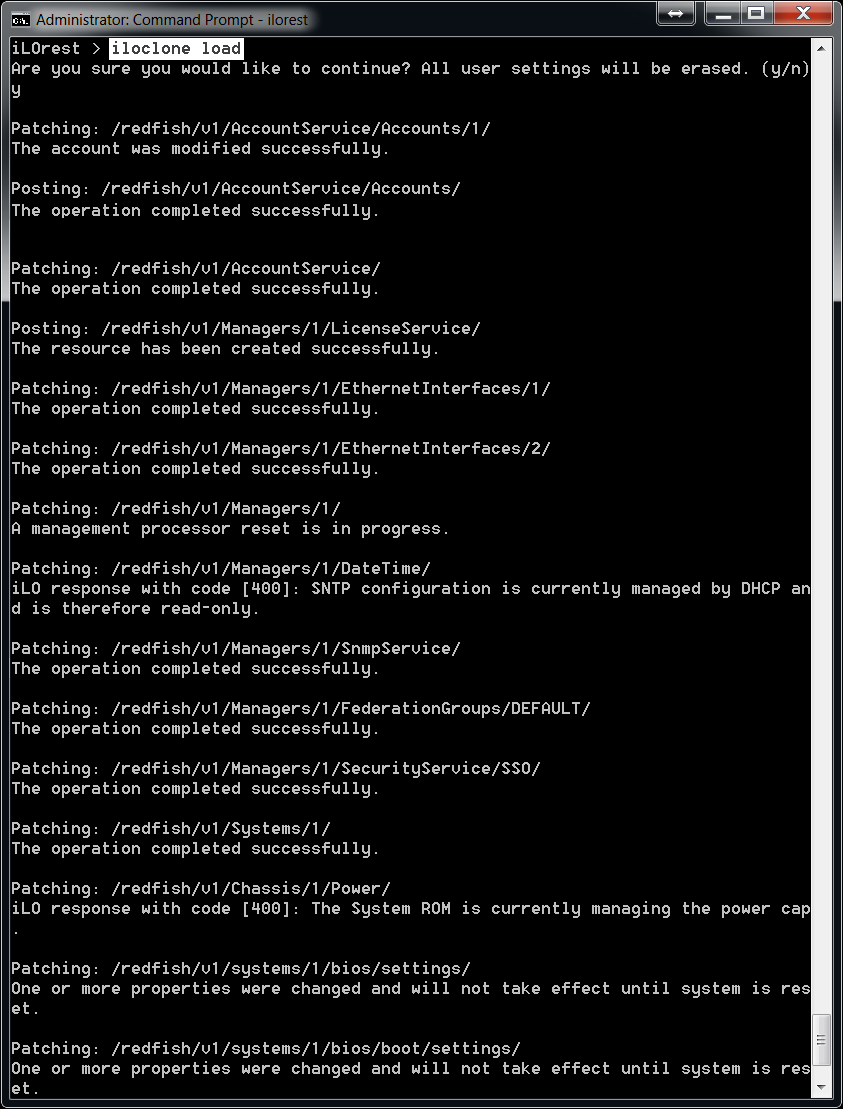 Administrator: Command Prompt - ilorest
iLOrest > iloclone load
Are you sure you would like to continue? All user settings will be erased. (y/n)
y
Patching: /redfish/v1/AccountService/Accounts/1/
The account was modified successfully.
Posting: /redfish/v1/AccountService/Accounts/
The operation completed successfully.
Patching: /redfish/v1/AccountService/
The operation completed successfully.
Posting: /redfish/v1/Managers/1/LicenseService/
The resource has been created successfully.
Patching: /redfish/v1/Managers/1/EthernetInterfaces/1/
The operation completed successfully.
Patching: /redfish/v1/Managers/1/EthernetInterfaces/2/
The operation completed successfully.
Patching: /redfish/v1/Managers/1/
A management processor reset is in progress.
Patching: /redfish/v1/Managers/1/DateTime/
iLO response with code [400]: SNTP configuration is currently managed by DHCP an
d is therefore read-only.
Patching: /redfish/v1/Managers/1/SnmpService/
The operation completed successfully.
Patching: /redfish/v1/Managers/1/FederationGroups/DEFAULT/
The operation completed successfully.
Patching: /redfish/v1/Managers/1/SecurityService/SSO/
The operation completed successfully.
Patching: /redfish/v1/Systems/1/
The operation completed successfully.
Patching: /redfish/v1/Chassis/1/Power/
iLO response with code [400]: The System ROM is currently managing the power cap
.
Patching: /redfish/v1/systems/1/bios/settings/
One or more properties were changed and will not take effect until system is res
et.
Patching: /redfish/v1/systems/1/bios/boot/settings/
One or more properties were changed and will not take effect until system is res
et.